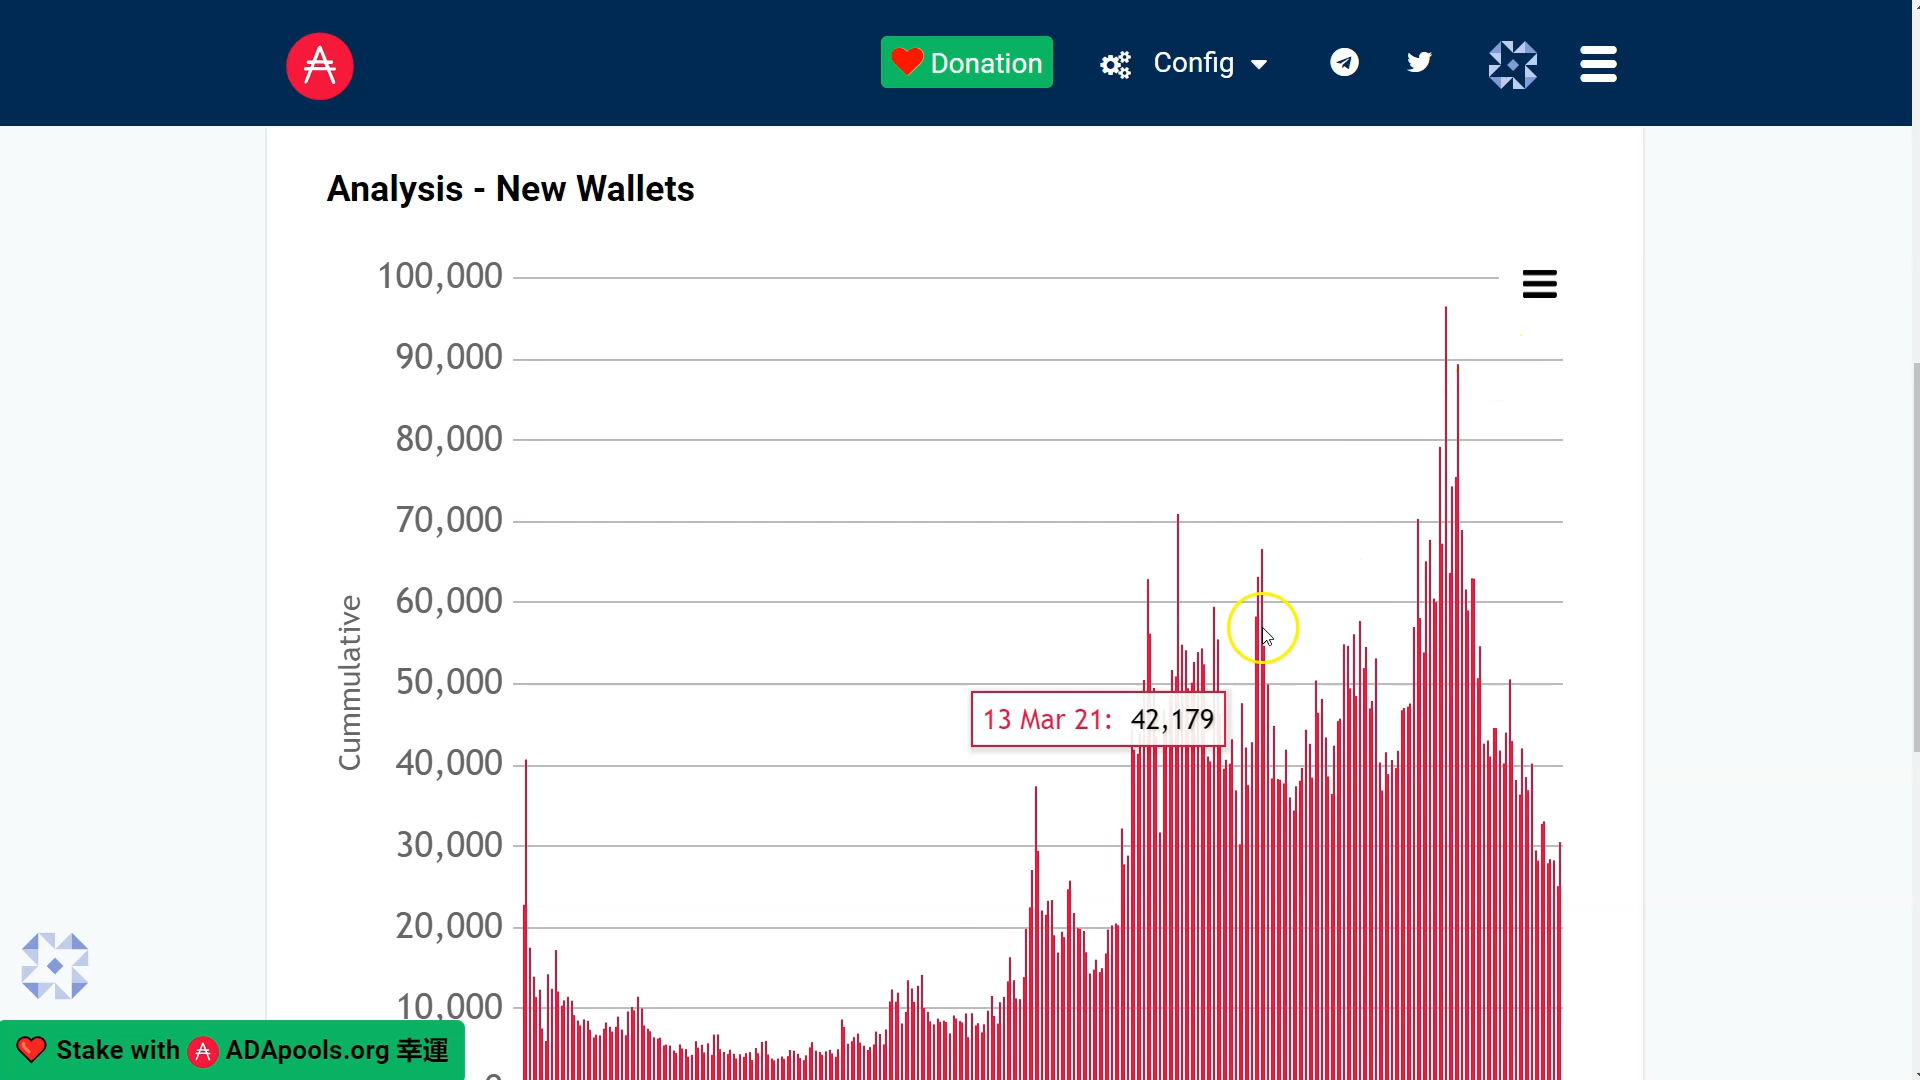 Donation
Config
Analysis - New Wallets
100,000
90,000
80,000
70,000
60,000
50,000
40,000
30,000
20,000
10,000
0
Cummulative
13 Mar 21: 42,179
Stake with ADApools.org 幸運